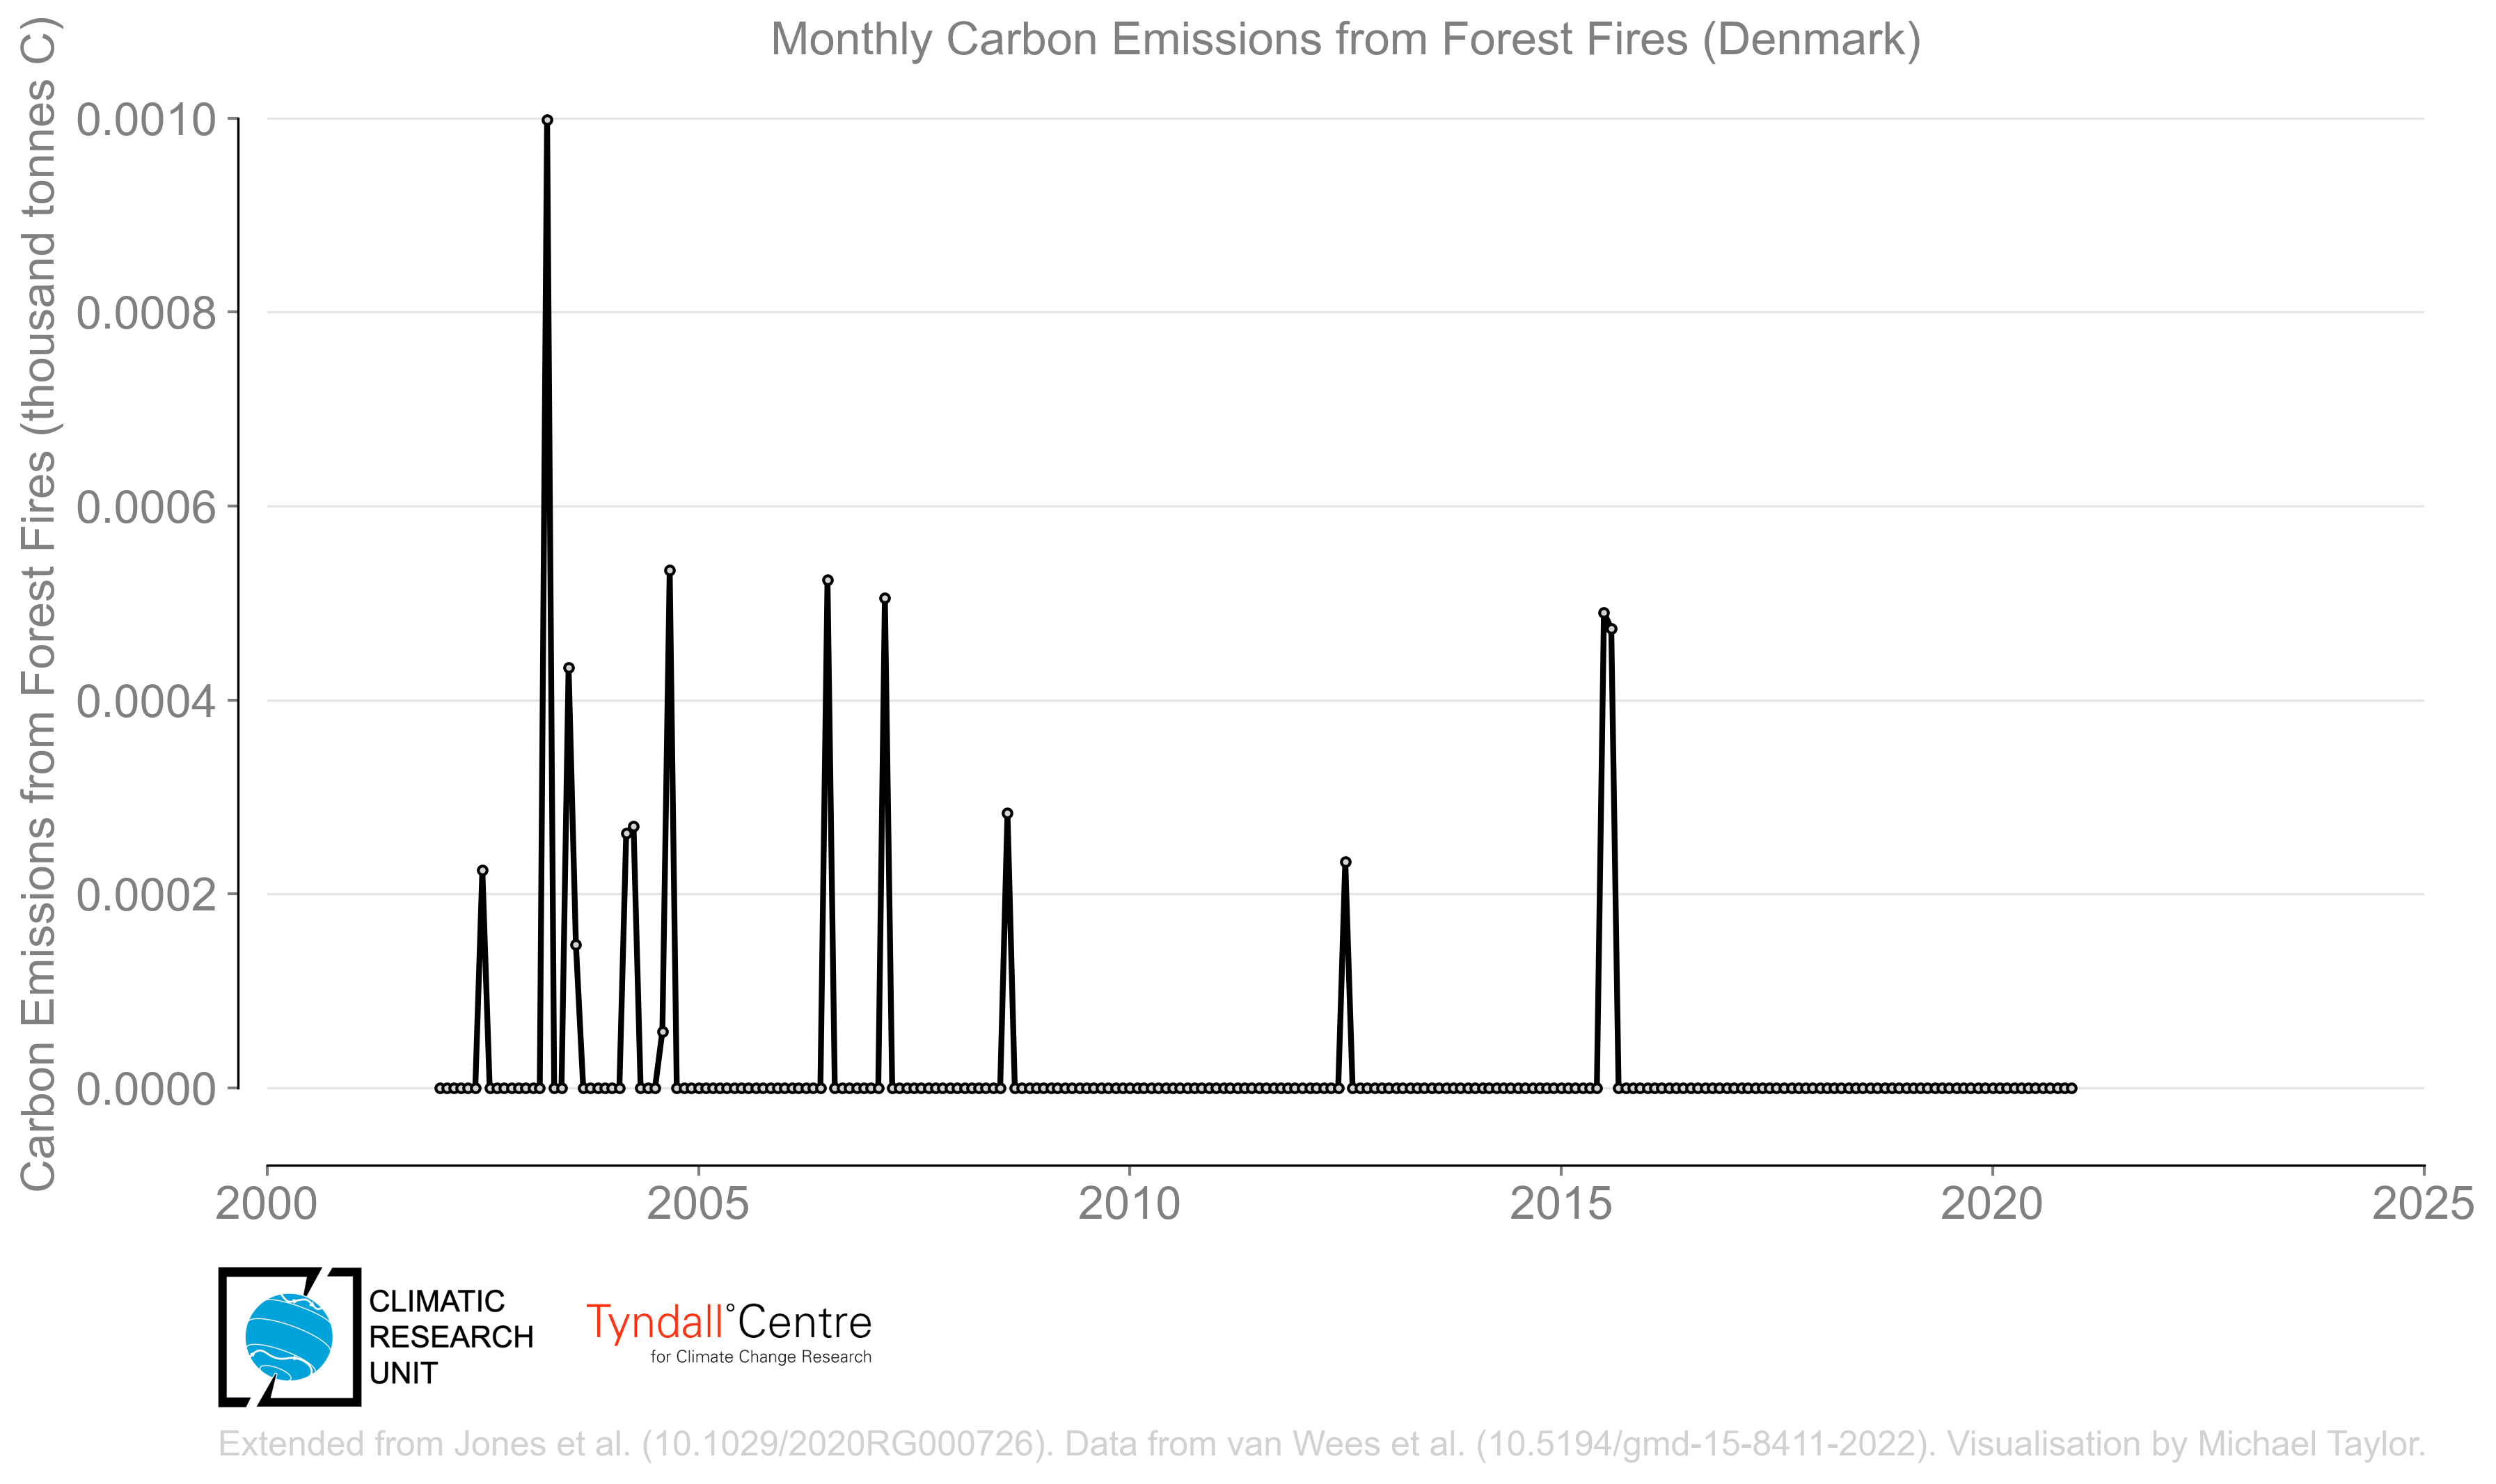 Monthly Carbon Emissions from Forest Fires (Denmark)
Carbon Emissions from Forest Fires (thousand tonnes C)
0.0010
0.0008
0.0006
0.0004
0.0002
0.0000
2000 2005 2010 2015 2020 2025
CLIMATIC
RESEARCH
UNIT
Tyndall°Centre
for Climate Change Research
Extended from Jones et al. (10.1029/2020RG000726). Data from van Wees et al. (10.5194/gmd-15-8411-2022). Visualisation by Michael Taylor.